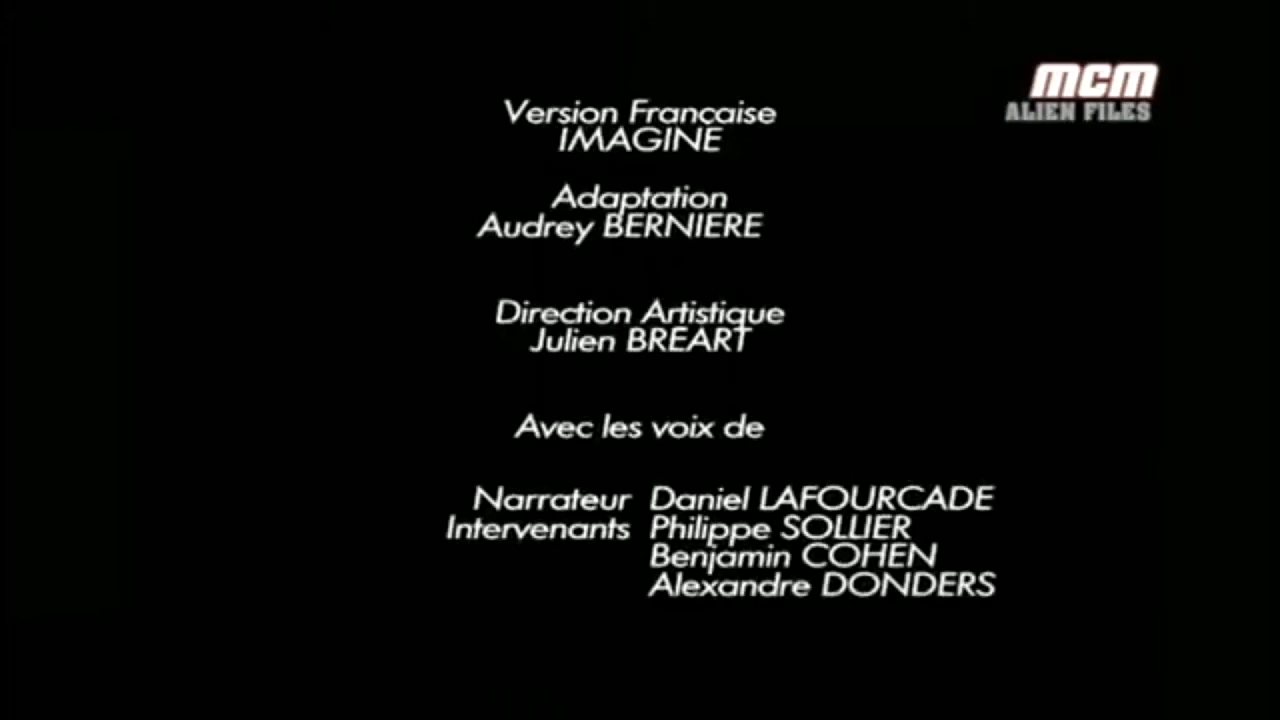 mcm
ALIEN FILES
Version Française
IMAGINE
Adaptation
Audrey BERNIERE
Direction Artistique
Julien BREART
Avec les voix de
Narrateur Daniel LAFOURCADE
Intervenants Philippe SOLLIER
Benjamin COHEN
Alexandre DONDERS